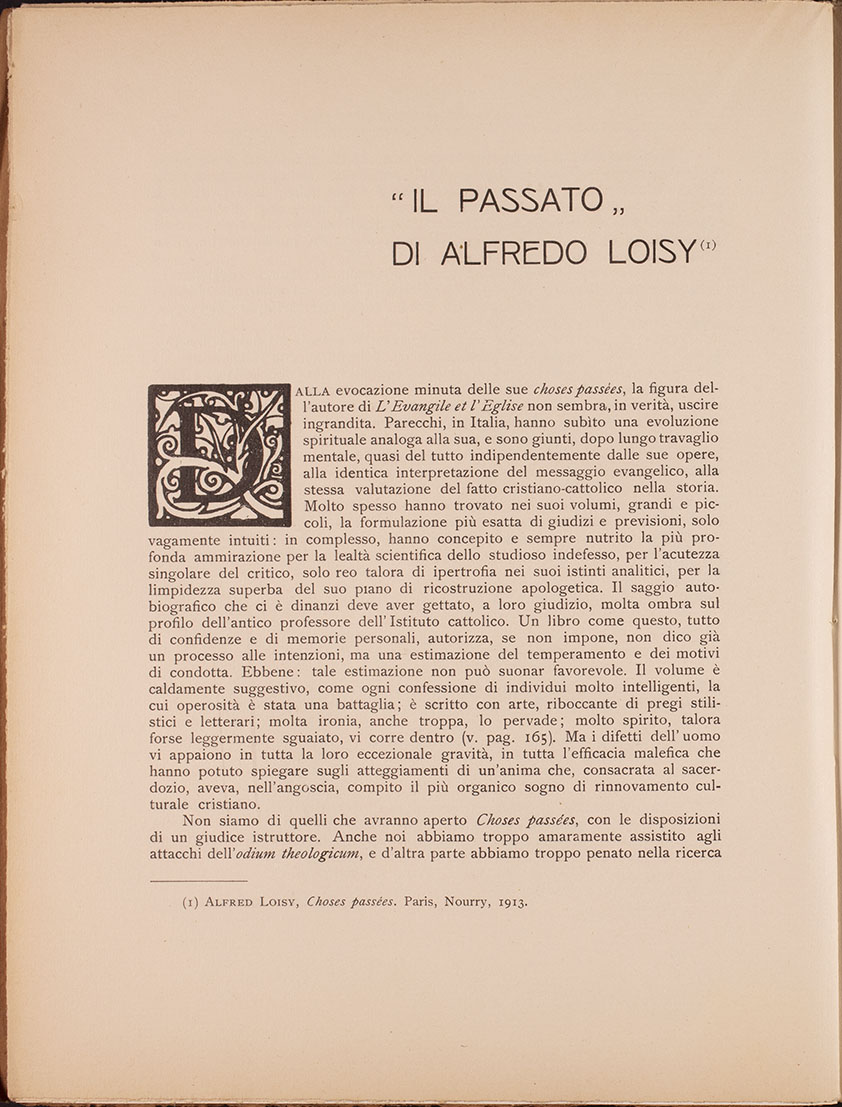 “ IL PASSATO „
DI ALFREDO LOISY (1)
DALLA evocazione minuta delle sue choses passées, la figura del-
l'autore di L'Evangile et l'Eglise non sembra, in verità, uscire
ingrandita. Parecchi, in Italia, hanno subìto una evoluzione
spirituale analoga alla sua, e sono giunti, dopo lungo travaglio
mentale, quasi del tutto indipendentemente dalle sue opere,
alla identica interpretazione del messaggio evangelico, alla
stessa valutazione del fatto cristiano-cattolico nella storia.
Molto spesso hanno trovato nei suoi volumi, grandi e pic-
coli, la formulazione più esatta di giudizi e previsioni, solo
vagamente intuiti : in complesso, hanno concepito e sempre nutrito la più pro-
fonda ammirazione per la lealtà scientifica dello studioso indefesso, per l'acutezza
singolare del critico, solo reo talora di ipertrofia nei suoi istinti analitici, per la
limpidezza superba del suo piano di ricostruzione apologetica. Il saggio auto-
biografico che ci è dinanzi deve aver gettato, a loro giudizio, molta ombra sul
profilo dell'antico professore dell'Istituto cattolico. Un libro come questo, tutto
di confidenze e di memorie personali, autorizza, se non impone, non dico già
un processo alle intenzioni, ma una estimazione del temperamento e dei motivi
di condotta. Ebbene : tale estimazione non può suonar favorevole. Il volume è
caldamente suggestivo, come ogni confessione di individui molto intelligenti, la
cui operosità è stata una battaglia ; è scritto con arte, riboccante di pregi stili-
stici e letterari ; molta ironia, anche troppa, lo pervade ; molto spirito, talora
forse leggermente sguaiato, vi corre dentro (v. pag. 165). Ma i difetti dell'uomo
vi appaiono in tutta la loro eccezionale gravità, in tutta l'efficacia malefica che
hanno potuto spiegare sugli atteggiamenti di un'anima che, consacrata al sacer-
dozio, aveva, nell'angoscia, compito il più organico sogno di rinnovamento cul-
turale cristiano.
Non siamo di quelli che avranno aperto Choses passées, con le disposizioni
di un giudice istruttore. Anche noi abbiamo troppo amaramente assistito agli
attacchi dell'odium theologicum, e d'altra parte abbiamo troppo penato nella ricerca
(1) ALFRED LOISY, Choses passées. Paris, Nourry, 1913.